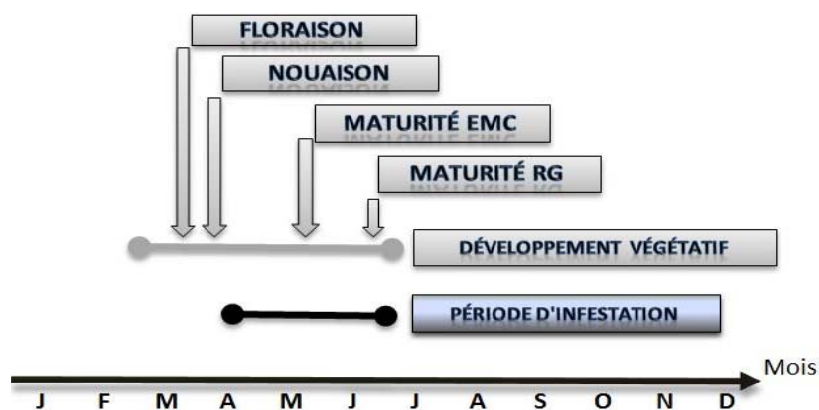 FLORAISON
NOUAISON
MATURITÉ EMC
MATURITÉ RG
DÉVELOPPEMENT VÉGÉTATIF
PÉRIODE D'INFESTATION
Mois
J F M A M J J A S O N D